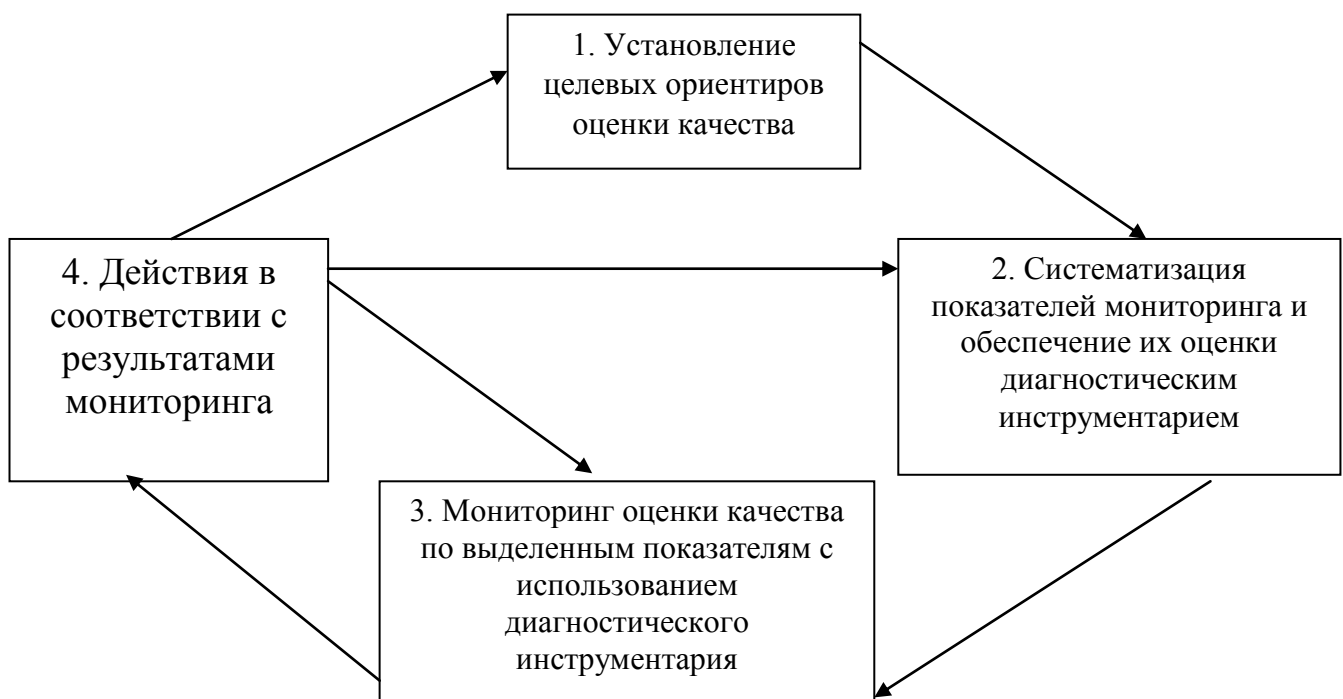 1. Установление
целевых ориентиров
оценки качества
4. Действия в
соответствии с
результатами
мониторинга
2. Систематизация
показателей мониторинга и
обеспечение их оценки
диагностическим
инструментарием
3. Мониторинг оценки качества
по выделенным показателям с
использованием
диагностического
инструментария